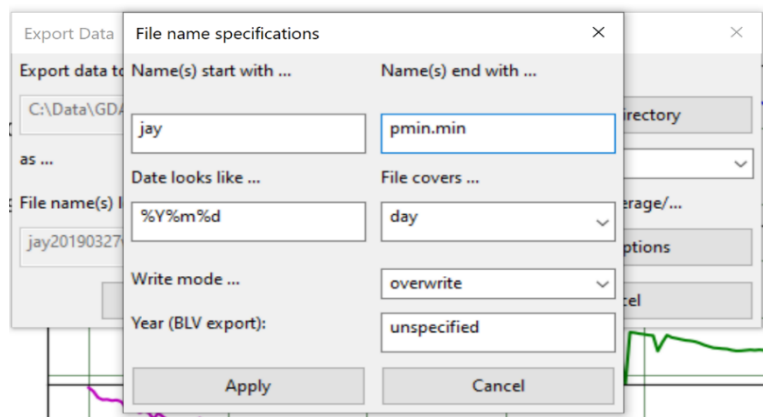 Export Data
File name specifications
Export data to
Name(s) start with ...
Name(s) end with ...
C:\Data\GDA
jay
pmin.min
irectory
as ...
Date looks like ...
File covers ...
File name(s) l
%Y%m%d
day
erage/...
jay20190327
ptions
Write mode ...
overwrite
cel
Year (BLV export):
unspecified
Apply
Cancel